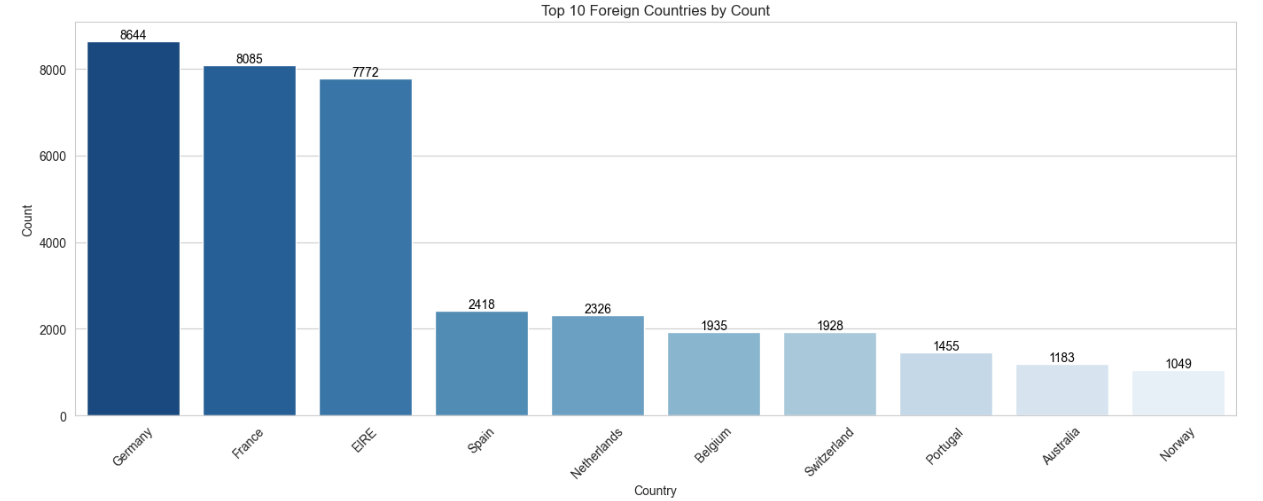 Top 10 Foreign Countries by Count
8644
8085
7772
2418
2326
1935
1928
1455
1183
1049
8000
6000
4000
2000
0
Count
Germany
France
EIRE
Spain
Netherlands
Belgium
Switzerland
Portugal
Australia
Norway
Country